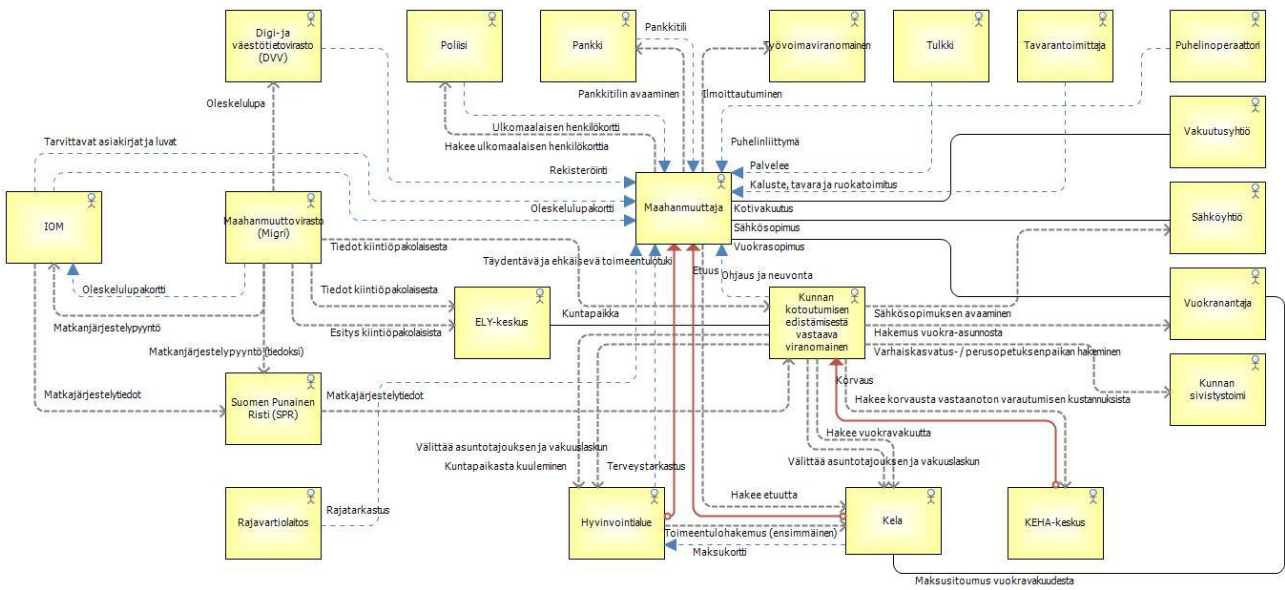 Digi- ja
väestötietovirasto
(DVV)
Poliisi
Pankki
Pankkitili
Työvoimaviranomainen
Tulkki
Tavarantoimittaja
Puhelinoperaattori
Oleskelulupa
Pankkitilin avaaminen
Ilmoittautuminen
Vakuutusyhtiö
Ulkomaalaisen henkilökortti
Hakee ulkomaalaisen henkilökorttia
Tarvittavat asiakirjat ja luvat
Puhelinliittymä
Rekisteröinti
Palvelee
Kaluste, tavara ja ruokatoimitus
IOM
Maahanmuuttovirasto
(Migri)
Oleskelulupakortti
Maahanmuuttaja
Kotivakuutus
Sähkösopimus
Vuokrasopimus
Sähköyhtiö
Tiedot kiintiöpakolaisesta
Täydentävä ja ehkäisevä toimeentulotuki
Etuus
Ohjaus ja neuvonta
Oleskelulupakortti
Matkanjärjestelypyyntö
Tiedot kiintiöpakolaisesta
Esitys kiintiöpakolaisista
ELY-keskus
Kuntapaikka
Kunnan
kotoutumisen
edistämisestä
vastaava
viranomainen
Sähkösopimuksen avaaminen
Hakemus vuokra-asunnosta
Varhaiskasvatus- / perusopetuksenpaikan hakeminen
Vuokranantaja
Matkanjärjestelypyyntö (tiedoksi)
Matkajärjestelytiedot
Suomen Punainen
Risti (SPR)
Matkajärjestelytiedot
Korvaus
Hakee korvausta vastaanoton varautumisen kustannuksista
Kunnan
sivistystoimi
Välittää asuntotajouksen ja vakuuslaskun
Kuntapaikasta kuuleminen
Terveystarkastus
Hakee vuokravakuutta
Välittää asuntotajouksen ja vakuuslaskun
Rajavartiolaitos
Rajatarkastus
Hyvinvointialue
Hakee etuutta
Toimeentulohakemus (ensimmäinen)
Maksukortti
Kela
KEHA-keskus
Maksusitoumus vuokravakuudesta